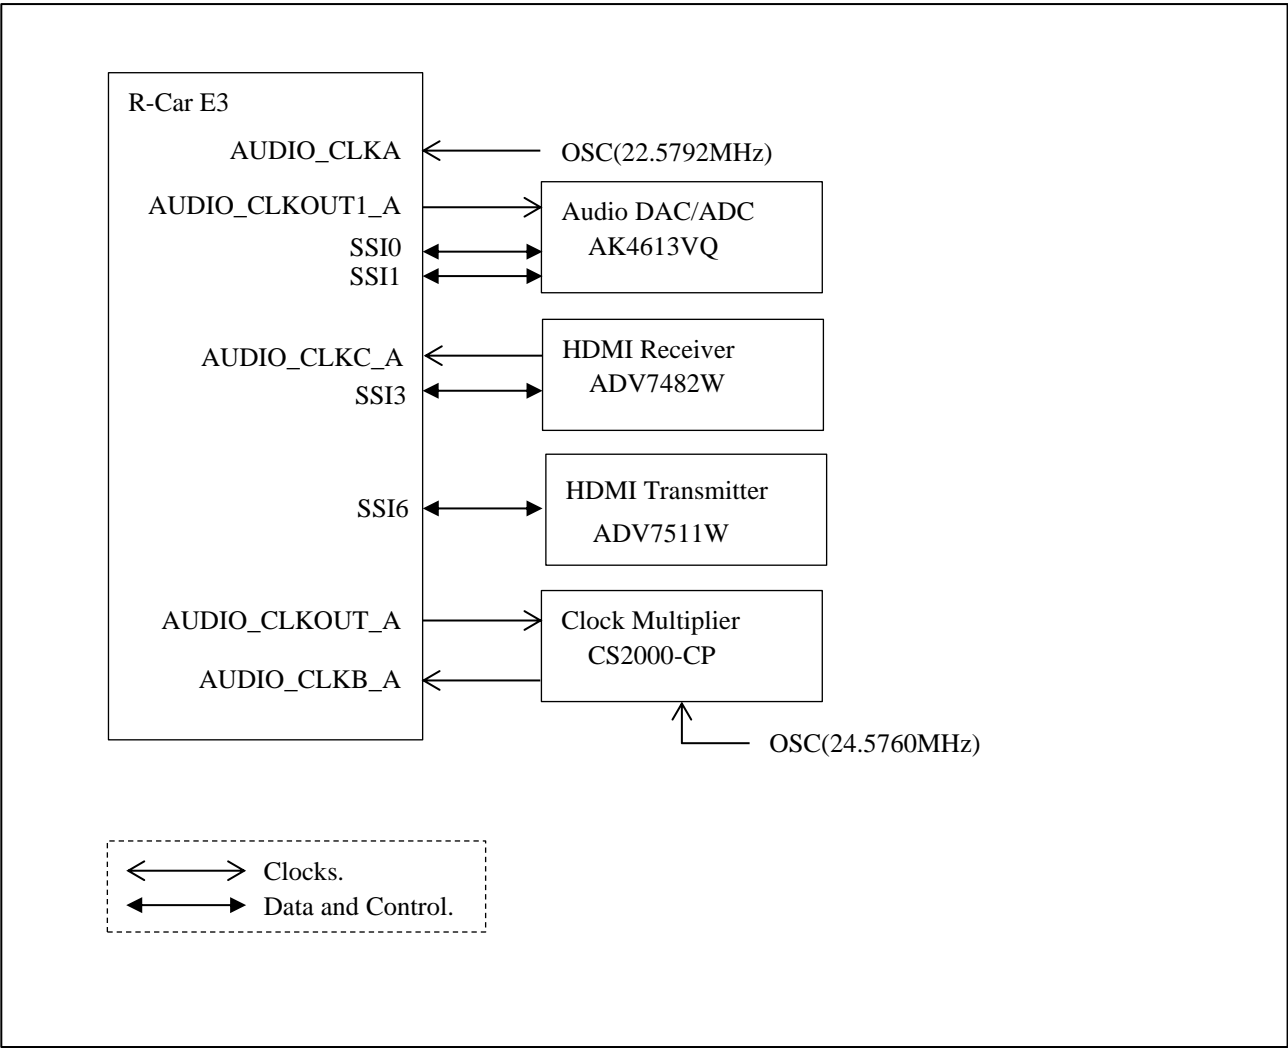 R-Car E3
AUDIO_CLKA
OSC(22.5792MHz)
AUDIO_CLKOUT1_A
Audio DAC/ADC
AK4613VQ
SSI0
SSI1
AUDIO_CLKC_A
HDMI Receiver
ADV7482W
SSI3
HDMI Transmitter
ADV7511W
SSI6
AUDIO_CLKOUT_A
Clock Multiplier
CS2000-CP
AUDIO_CLKB_A
OSC(24.5760MHz)
Clocks.
Data and Control.